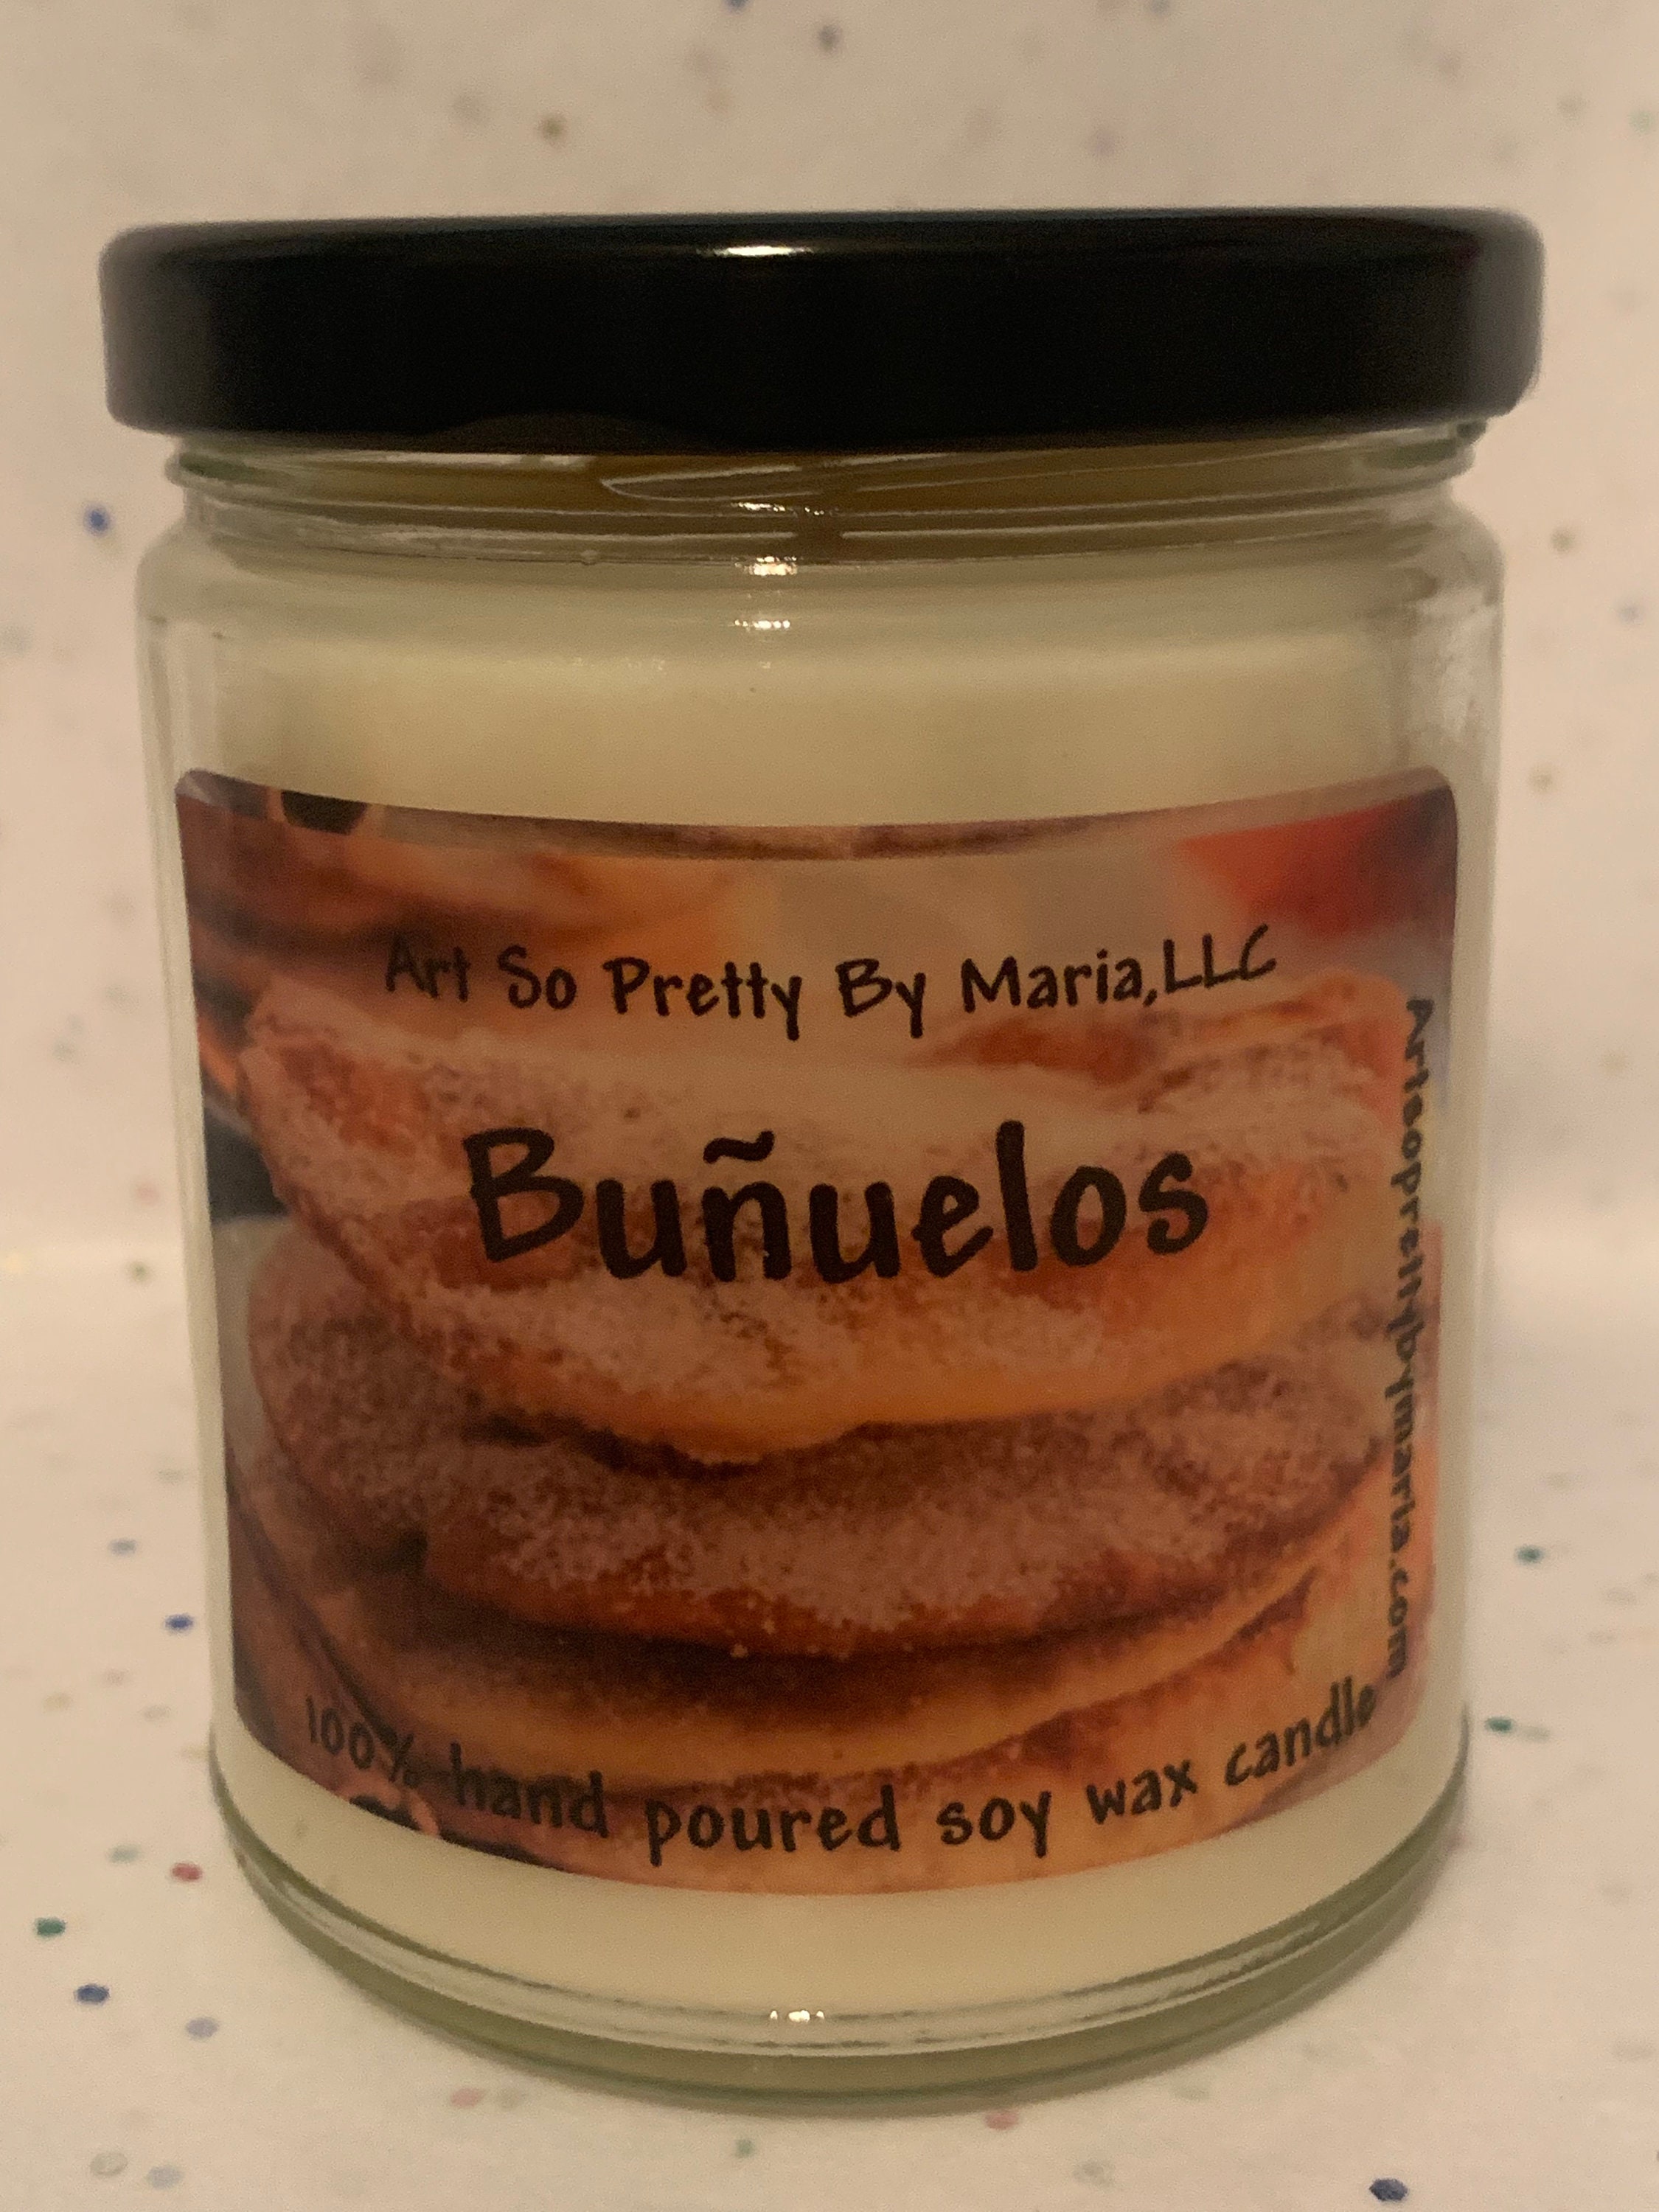 Art So Pretty By Maria,LLC
Buñuelos
Artsoprettybymaria.com
100% hand poured soy wax candle